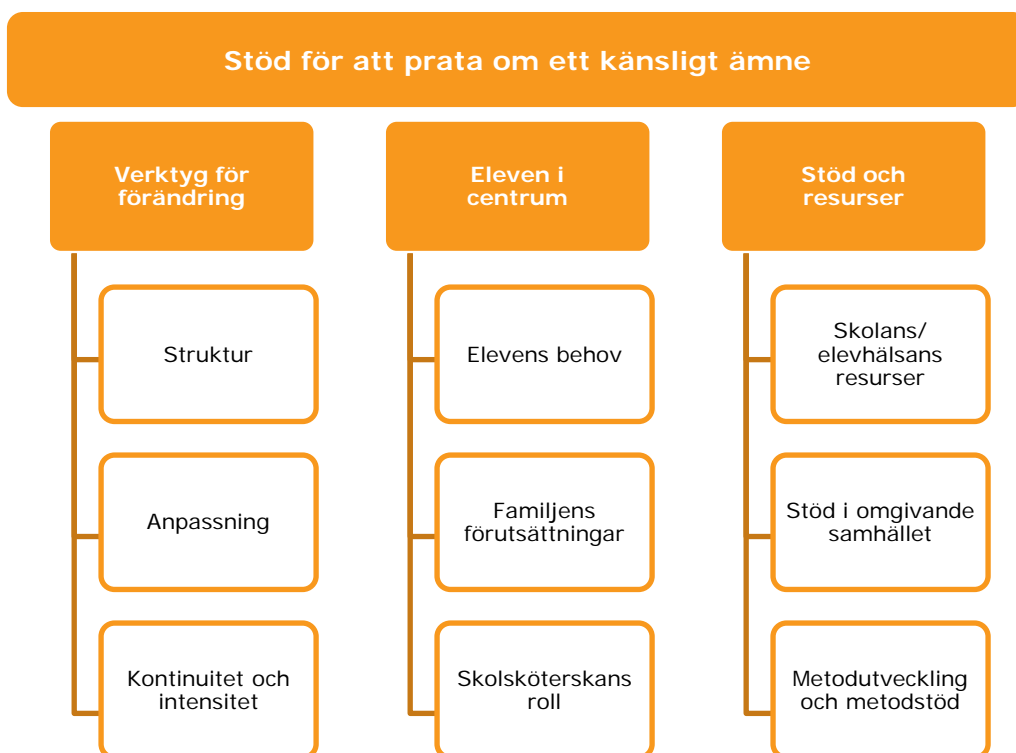 Stöd för att prata om ett känsligt ämne
Verktyg för
förändring
Struktur
Anpassning
Kontinuitet och
intensitet
Eleven i
centrum
Elevens behov
Familjens
förutsättningar
Skolsköterskans
roll
Stöd och
resurser
Skolans/
elevhälsans
resurser
Stöd i omgivande
samhället
Metodutveckling
och metodstöd